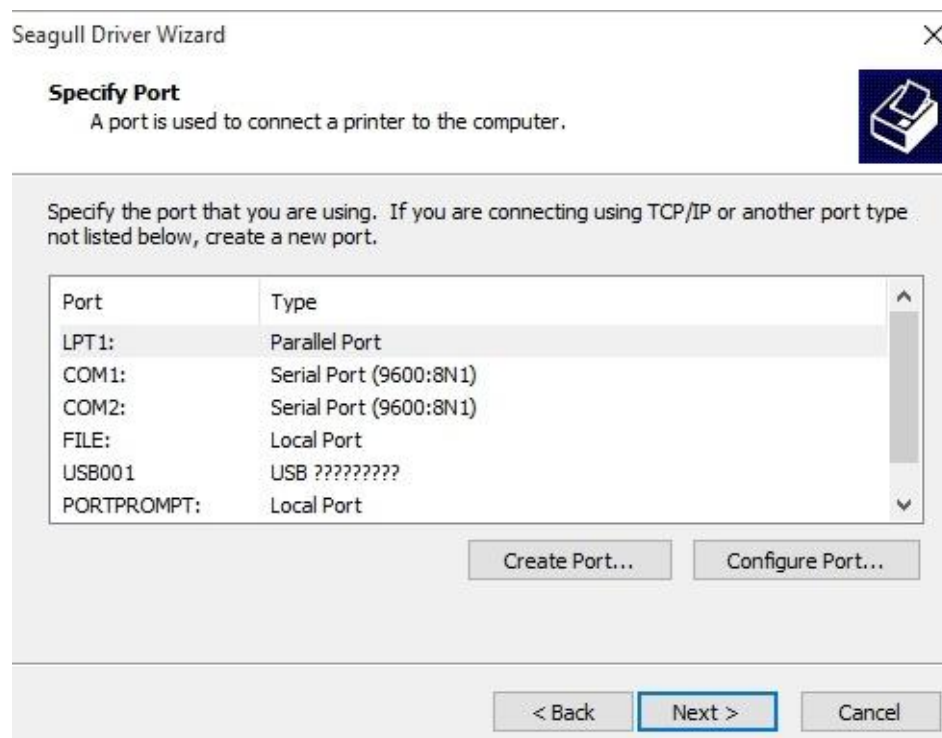 Seagull Driver Wizard
Specify Port
A port is used to connect a printer to the computer.
Specify the port that you are using.  If you are connecting using TCP/IP or another port type
not listed below, create a new port.
Port Type
LPT1: Parallel Port
COM1: Serial Port (9600:8N1)
COM2: Serial Port (9600:8N1)
FILE: Local Port
USB001 USB ?????????
PORTPROMPT: Local Port
Create Port... Configure Port...
< Back Next > Cancel